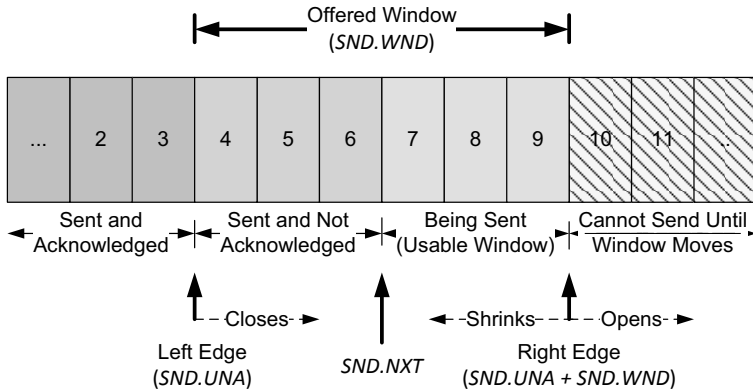 Offered Window
(SND.WND)
... 2 3 4 5 6 7 8 9 10 11 ..
Sent and Acknowledged
Sent and Not Acknowledged
Being Sent (Usable Window)
Cannot Send Until Window Moves
Closes
Shrinks
Opens
Left Edge
(SND.UNA)
SND.NXT
Right Edge
(SND.UNA + SND.WND)